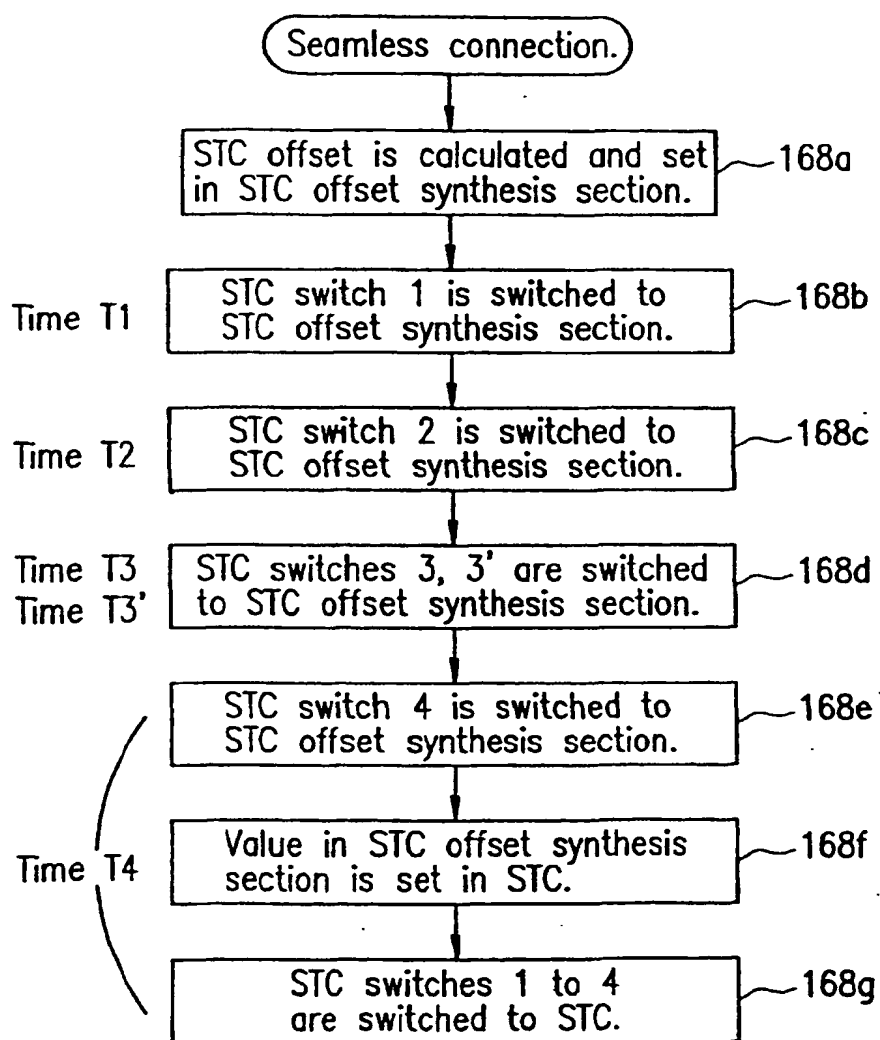 Seamless connection.
STC offset is calculated and set
in STC offset synthesis section.
168a
Time T1
STC switch 1 is switched to
STC offset synthesis section.
168b
Time T2
STC switch 2 is switched to
STC offset synthesis section.
168c
Time T3
Time T3'
STC switches 3, 3' are switched
to STC offset synthesis section.
168d
STC switch 4 is switched to
STC offset synthesis section.
168e
Time T4
Value in STC offset synthesis
section is set in STC.
168f
STC switches 1 to 4
are switched to STC.
168g